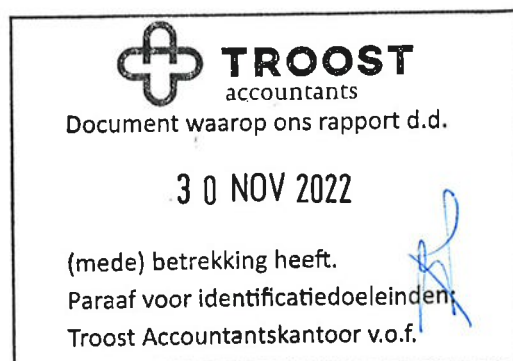 TROOST
accountants
Document waarop ons rapport d.d.
30 NOV 2022
(mede) betrekking heeft.
Paraaf voor identificatiedoeleinden:
Troost Accountantskantoor v.o.f.